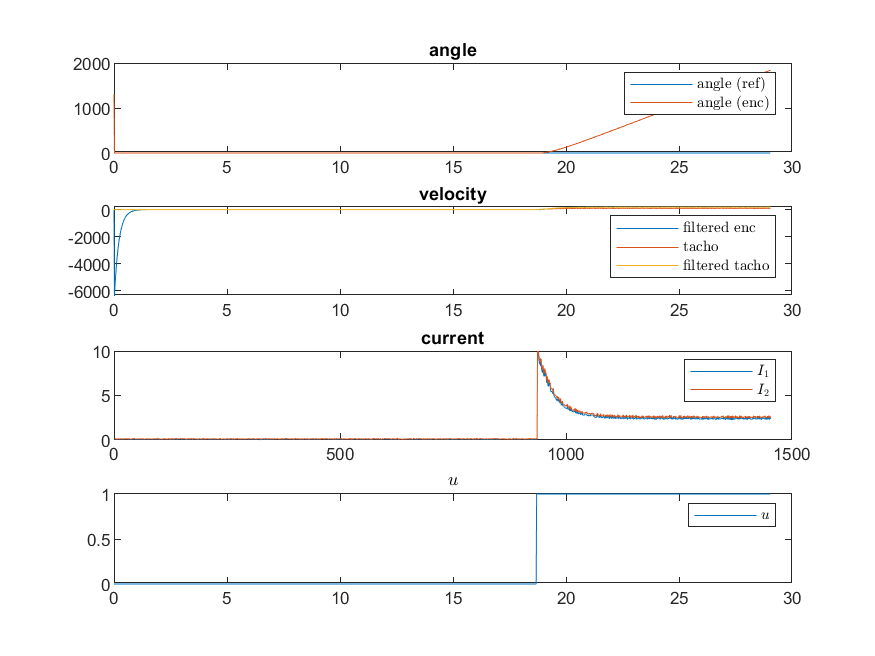 angle
2000
1000
0
angle (ref)
angle (enc)
0 5 10 15 20 25 30
velocity
0
-2000
-4000
-6000
filtered enc
tacho
filtered tacho
0 5 10 15 20 25 30
current
10
5
0
I₁
I₂
0 500 1000 1500
u
1
0.5
0
u
0 5 10 15 20 25 30